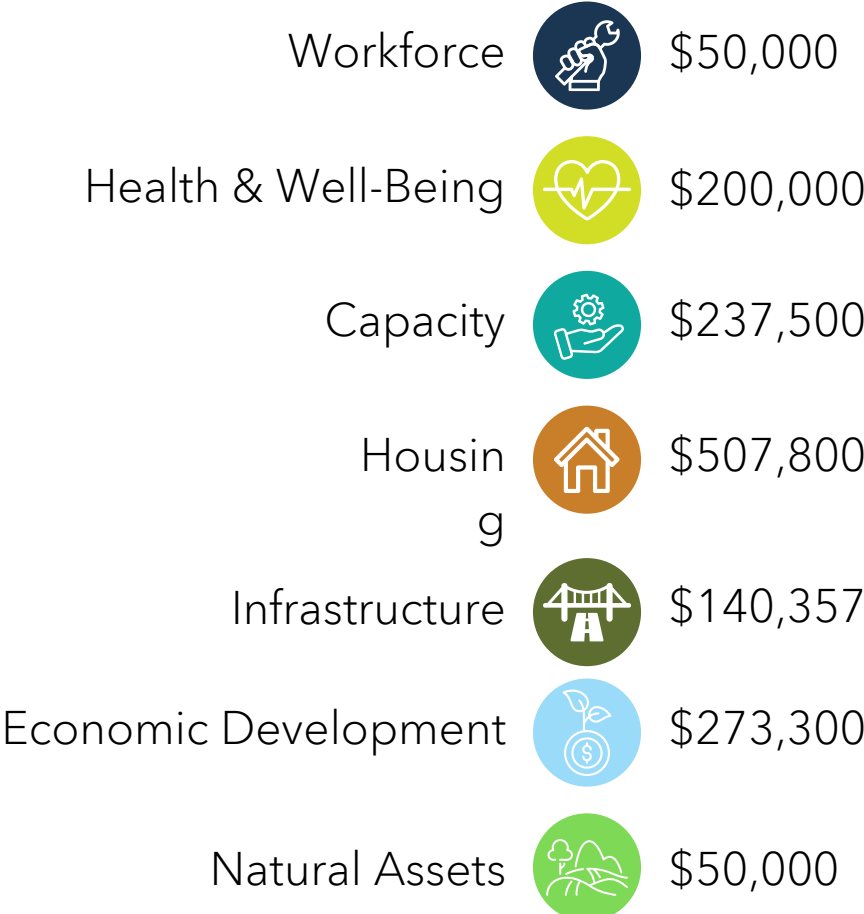 Workforce $50,000
Health & Well-Being $200,000
Capacity $237,500
Housin $507,800
g
Infrastructure $140,357
Economic Development $273,300
$
Natural Assets $50,000